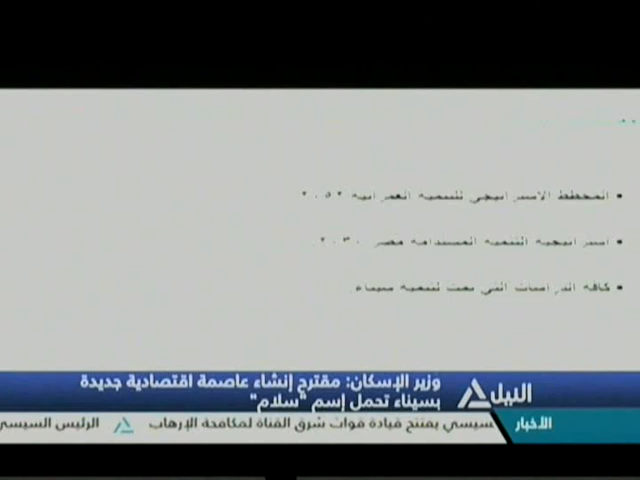 المخطط الاستراتيجي للتنمية العمرانية ٢٠٥٢
استراتيجية التنمية المستدامة مصر ٢٠٣٠
كافة الدراسات التي تمت لتنمية سيناء
وزير الإسكان: مقترح إنشاء عاصمة اقتصادية جديدة
بسيناء تحمل إسم "سلام"
النيل
الأخبار
سيسي يفتتح قيادة قوات شرق القناة لمكافحة الإرهاب
الرئيس السيسي